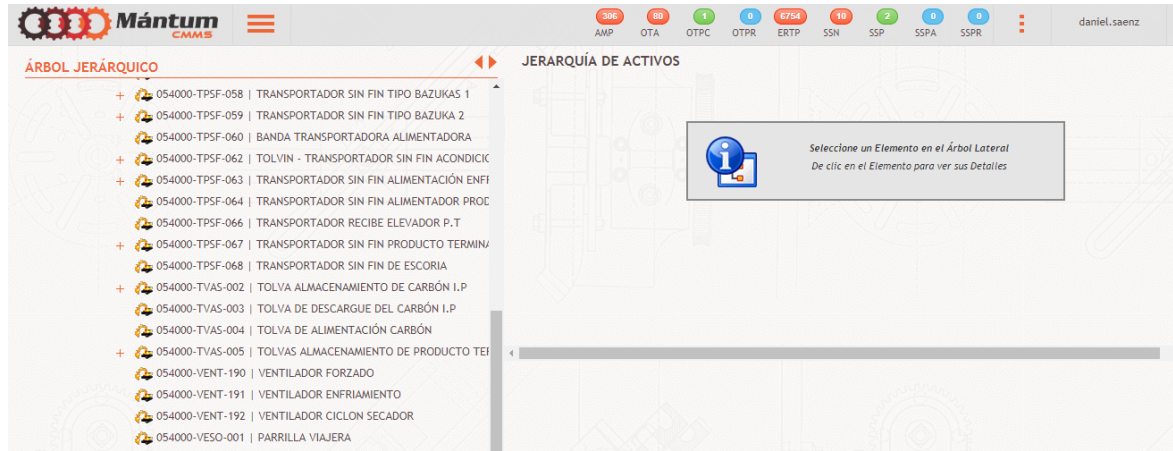 Mántum
CMMS
306 80 1 0 6754 10 2 0 0
AMP OTA OTPC OTPR ERTP SSN SSP SSPA SSPR
daniel.saenz
ÁRBOL JERÁRQUICO
054000-TPSF-058 | TRANSPORTADOR SIN FIN TIPO BAZUKAS 1
054000-TPSF-059 | TRANSPORTADOR SIN FIN TIPO BAZUKA 2
054000-TPSF-060 | BANDA TRANSPORTADORA ALIMENTADORA
054000-TPSF-062 | TOLVIN - TRANSPORTADOR SIN FIN ACONDICIO
054000-TPSF-063 | TRANSPORTADOR SIN FIN ALIMENTACIÓN ENFR
054000-TPSF-064 | TRANSPORTADOR SIN FIN ALIMENTADOR PROD
054000-TPSF-066 | TRANSPORTADOR RECIBE ELEVADOR P.T
054000-TPSF-067 | TRANSPORTADOR SIN FIN PRODUCTO TERMINA
054000-TPSF-068 | TRANSPORTADOR SIN FIN DE ESCORIA
054000-TVAS-002 | TOLVA ALMACENAMIENTO DE CARBÓN I.P
054000-TVAS-003 | TOLVA DE DESCARGUE DEL CARBÓN I.P
054000-TVAS-004 | TOLVA DE ALIMENTACIÓN CARBÓN
054000-TVAS-005 | TOLVAS ALMACENAMIENTO DE PRODUCTO TER
054000-VENT-190 | VENTILADOR FORZADO
054000-VENT-191 | VENTILADOR ENFRIAMIENTO
054000-VENT-192 | VENTILADOR CICLON SECADOR
054000-VESO-001 | PARRILLA VIAJERA
JERARQUÍA DE ACTIVOS
Seleccione un Elemento en el Árbol Lateral
De clic en el Elemento para ver sus Detalles